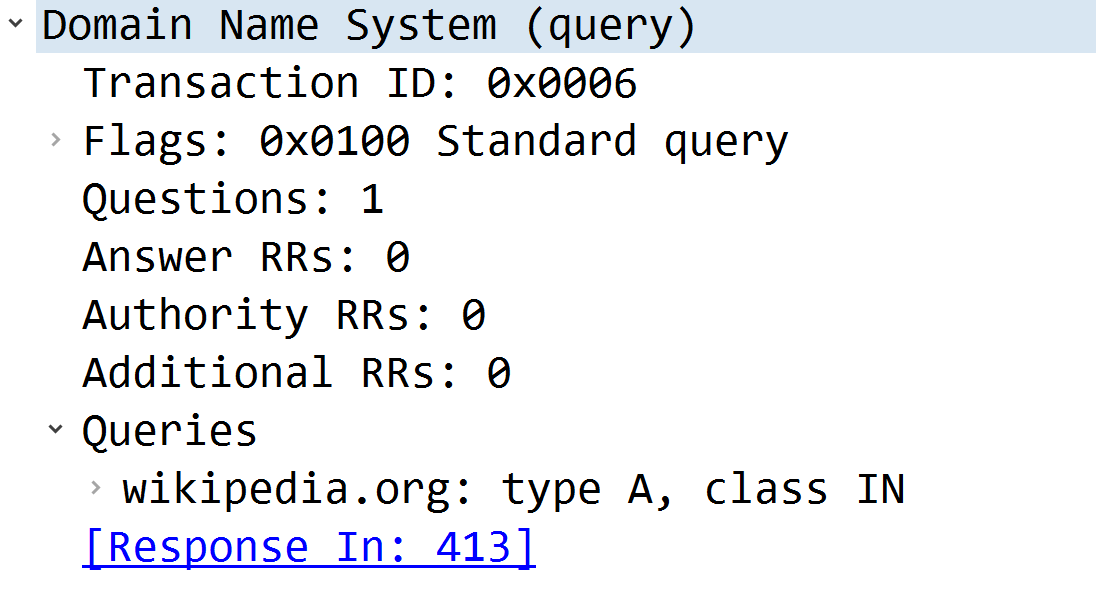 Domain Name System (query)
Transaction ID: 0x0006
Flags: 0x0100 Standard query
Questions: 1
Answer RRs: 0
Authority RRs: 0
Additional RRs: 0
Queries
wikipedia.org: type A, class IN
[Response In: 413]